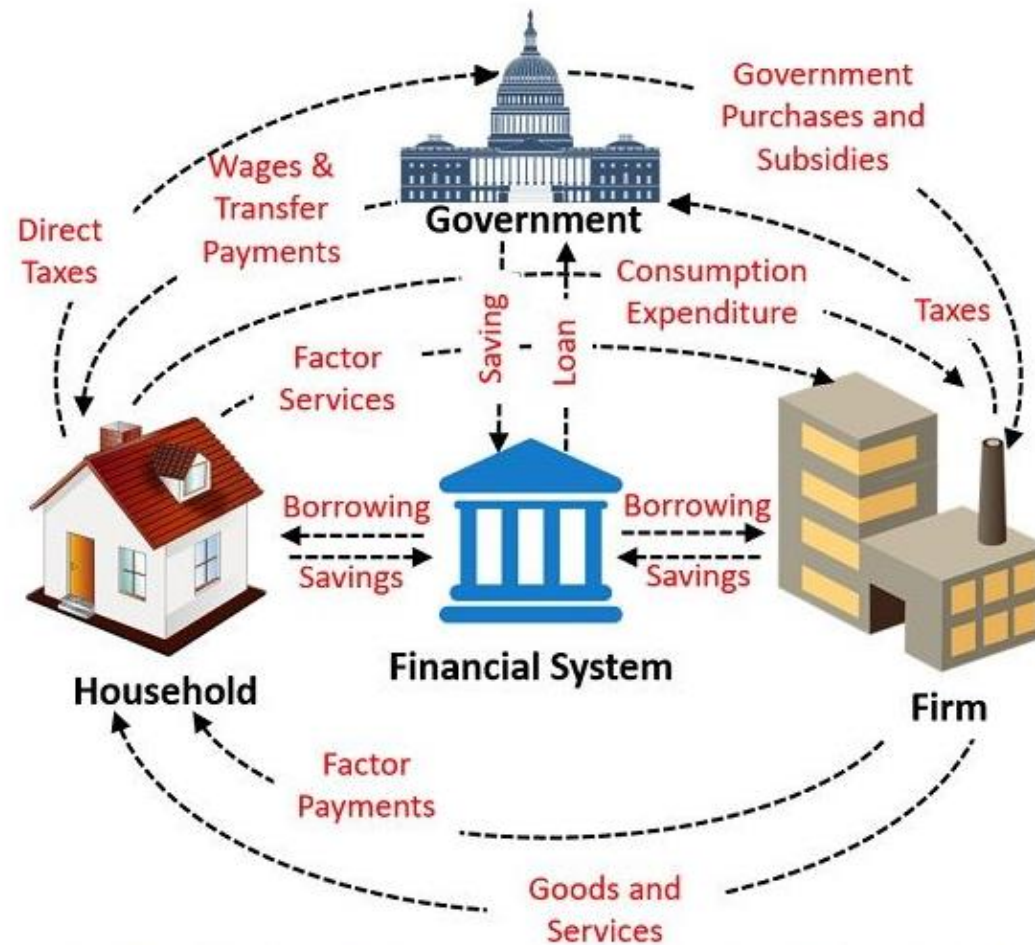 Government
Purchases and
Subsidies
Wages &
Transfer
Payments
Direct
Taxes
Government
Consumption
Expenditure
Taxes
Saving
Loan
Factor
Services
Borrowing
Savings
Borrowing
Savings
Financial System
Household
Firm
Factor
Payments
Goods and
Services